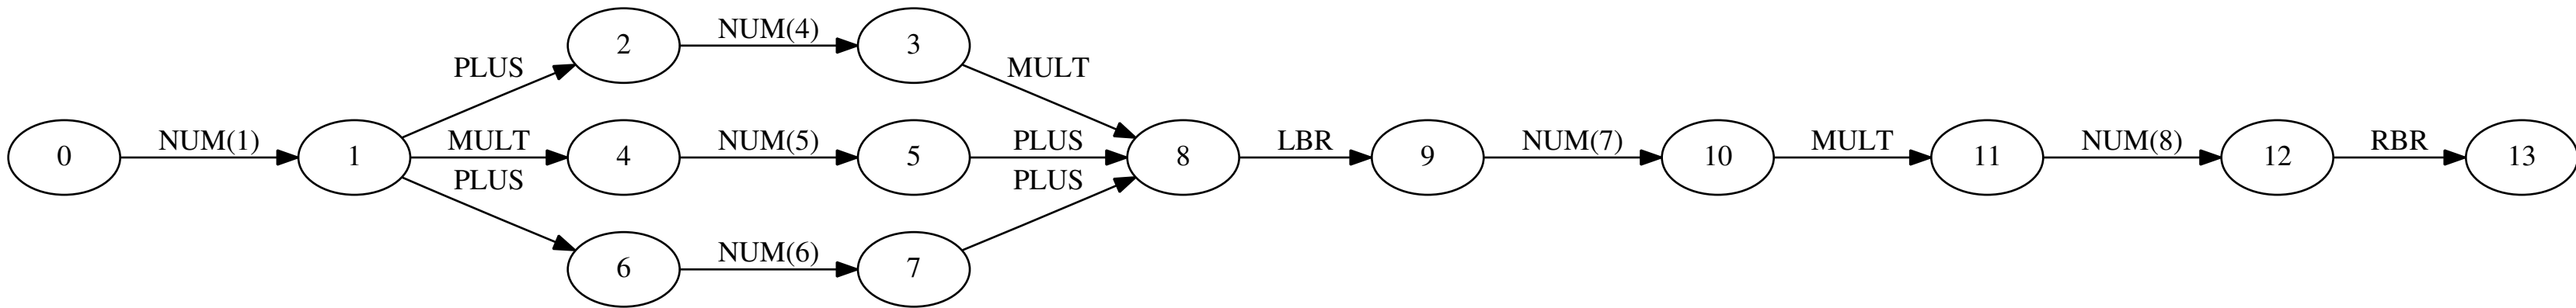 2 NUM(4) 3
PLUS MULT
0 NUM(1) 1 MULT 4 NUM(5) 5 PLUS 8 LBR 9 NUM(7) 10 MULT 11 NUM(8) 12 RBR 13
PLUS PLUS
6 NUM(6) 7